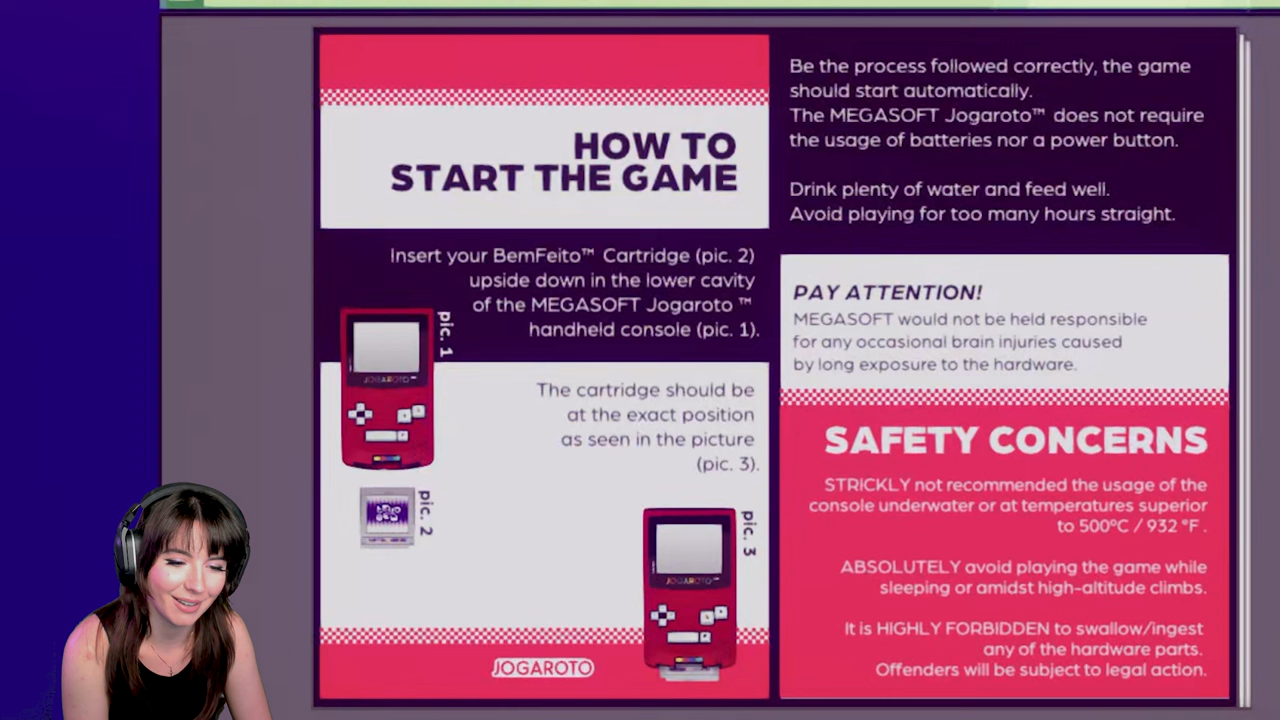 HOW TO
START THE GAME
Insert your BemFeito™ Cartridge (pic. 2)
upside down in the lower cavity
of the MEGASOFT Jogaroto ™
handheld console (pic. 1).
pic. 1
JOGAROTO
The cartridge should be
at the exact position
as seen in the picture
(pic. 3).
pic. 2
pic. 3
JOGAROTO
JOGAROTO
Be the process followed correctly, the game
should start automatically.
The MEGASOFT Jogaroto™ does not require
the usage of batteries nor a power button.
Drink plenty of water and feed well.
Avoid playing for too many hours straight.
PAY ATTENTION!
MEGASOFT would not be held responsible
for any occasional brain injuries caused
by long exposure to the hardware.
SAFETY CONCERNS
STRICKLY not recommended the usage of the
console underwater or at temperatures superior
to 500ºC / 932 °F .
ABSOLUTELY avoid playing the game while
sleeping or amidst high-altitude climbs.
It is HIGHLY FORBIDDEN to swallow/ingest
any of the hardware parts.
Offenders will be subject to legal action.